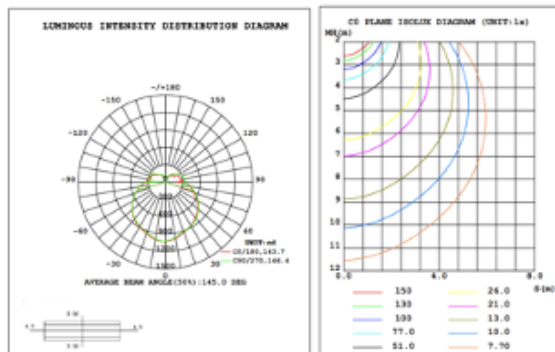 LUMINOUS INTENSITY DISTRIBUTION DIAGRAM
-/+180
-150 150
-120 120
-90 90
-60 60
-30 30
0
1200
1500
UNIT:cd
C0/180,143.7
C90/270,146.4
AVERAGE BEAM ANGLE(50%):145.0 DEG
C0 PLANE ISOLUX DIAGRAM (UNIT:lx)
MH(m)
2
3
4
5
6
7
8
9
10
11
12
0.0 4.0 8.0
S(m)
150 26.0
130 21.0
100 13.0
77.0 10.0
51.0 7.70